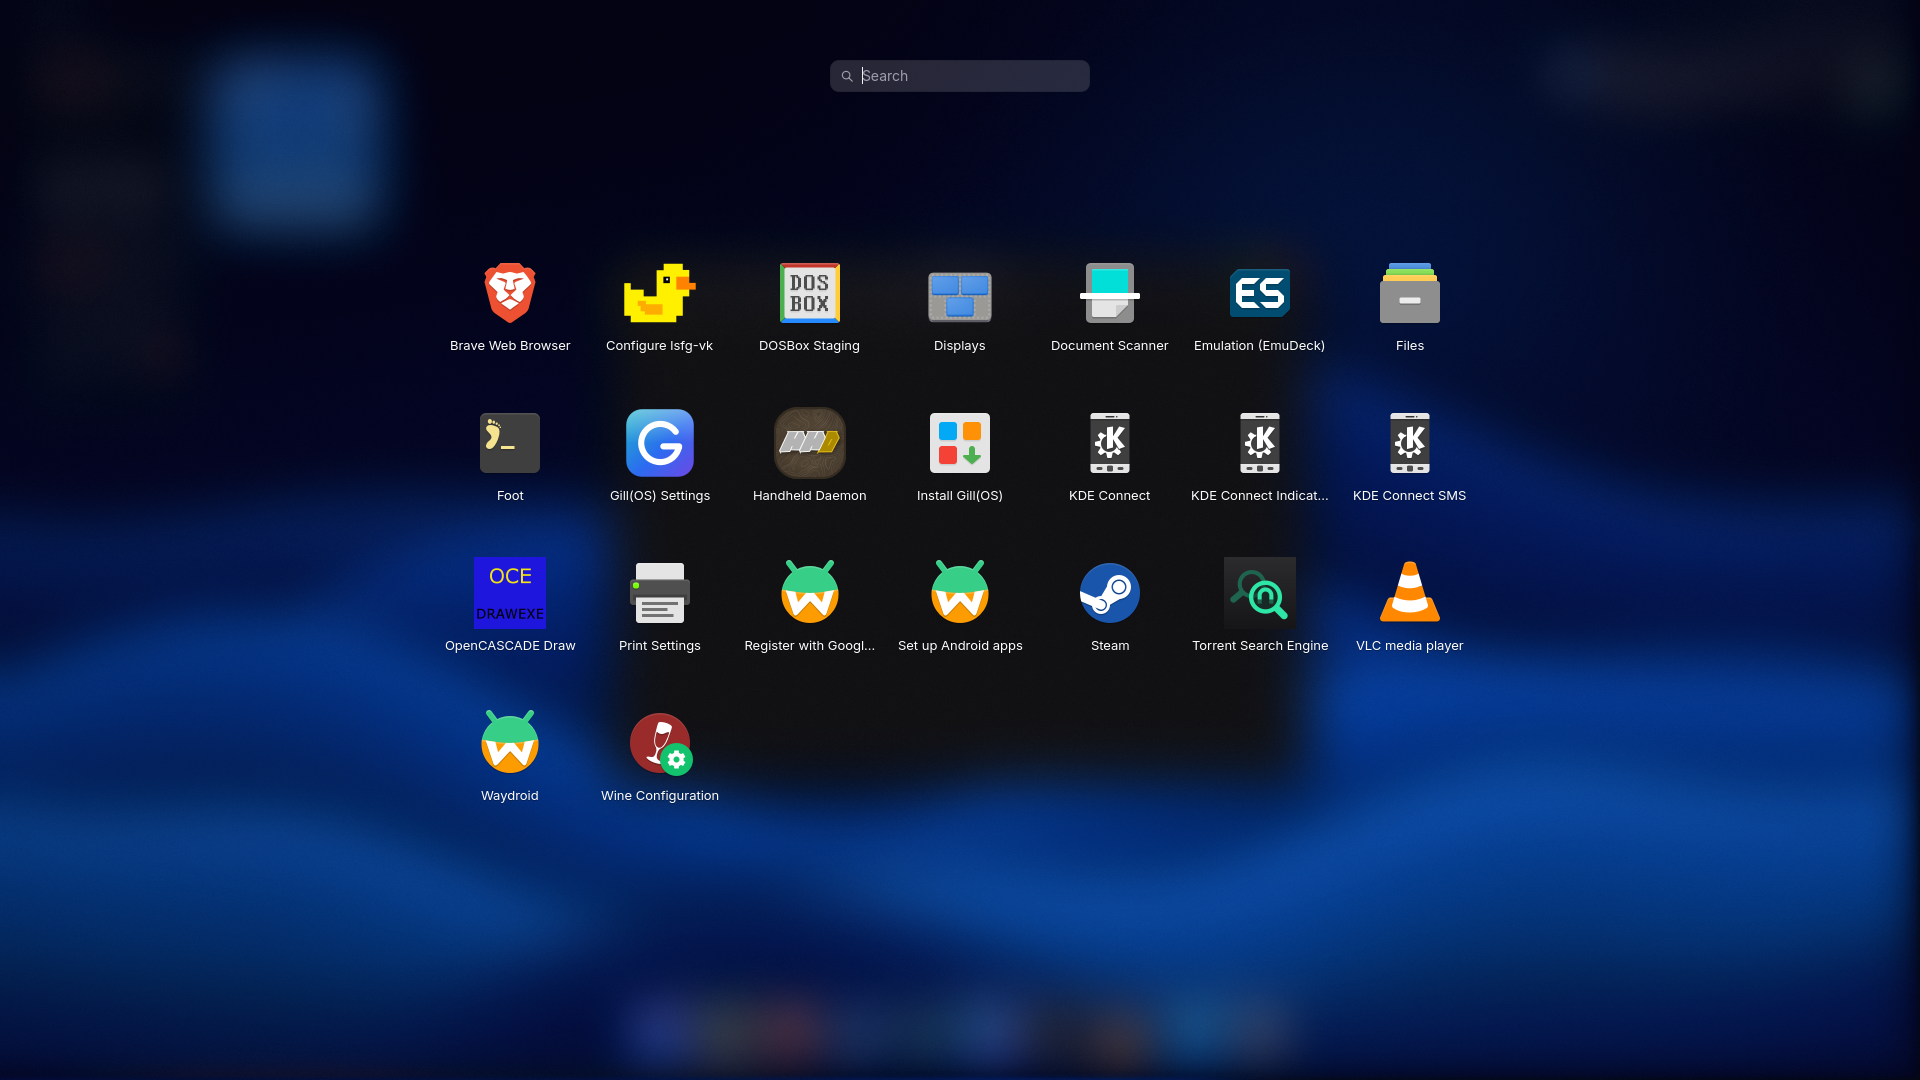 Search
Brave Web Browser
Configure lsfg-vk
DOS
BOX
DOSBox Staging
Displays
Document Scanner
ES
Emulation (EmuDeck)
Files
Foot
G
Gill(OS) Settings
Handheld Daemon
Install Gill(OS)
K
KDE Connect
K
KDE Connect Indicat...
K
KDE Connect SMS
OCE
DRAWEXE
OpenCASCADE Draw
Print Settings
Register with Googl...
Set up Android apps
Steam
Torrent Search Engine
VLC media player
Waydroid
Wine Configuration